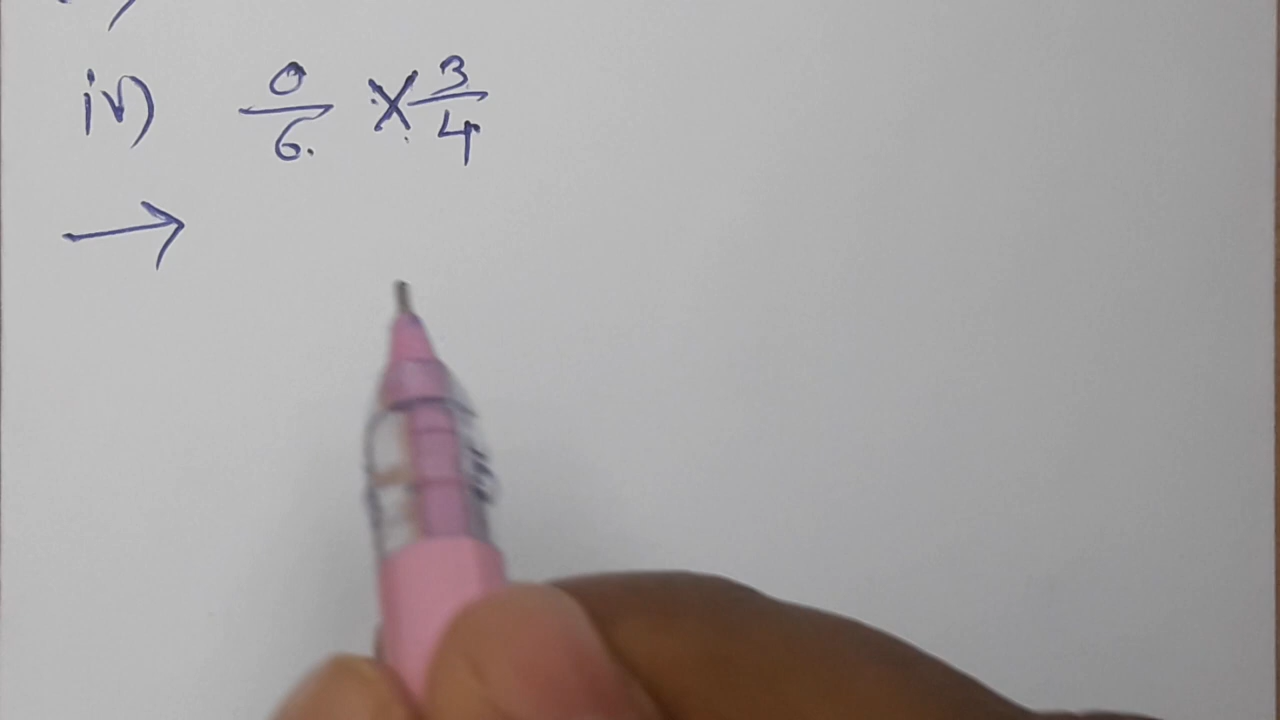 iv) 0/6 × 3/4
→